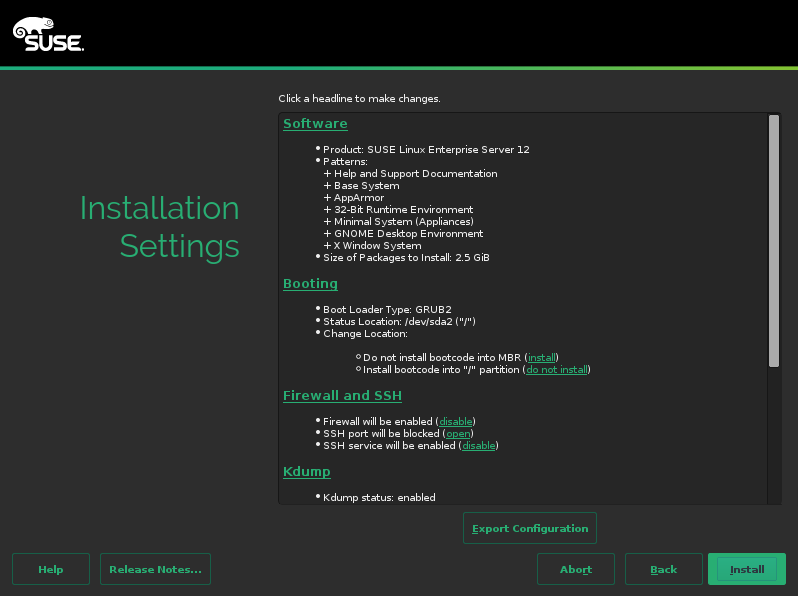 SUSE
Click a headline to make changes.
Installation
Settings
Software
• Product: SUSE Linux Enterprise Server 12
• Patterns:
+ Help and Support Documentation
+ Base System
+ AppArmor
+ 32-Bit Runtime Environment
+ Minimal System (Appliances)
+ GNOME Desktop Environment
+ X Window System
• Size of Packages to Install: 2.5 GiB
Booting
• Boot Loader Type: GRUB2
• Status Location: /dev/sda2 ("/")
• Change Location:
◦ Do not install bootcode into MBR (install)
◦ Install bootcode into "/" partition (do not install)
Firewall and SSH
• Firewall will be enabled (disable)
• SSH port will be blocked (open)
• SSH service will be enabled (disable)
Kdump
• Kdump status: enabled
Export Configuration
Help Release Notes... Abort Back Install